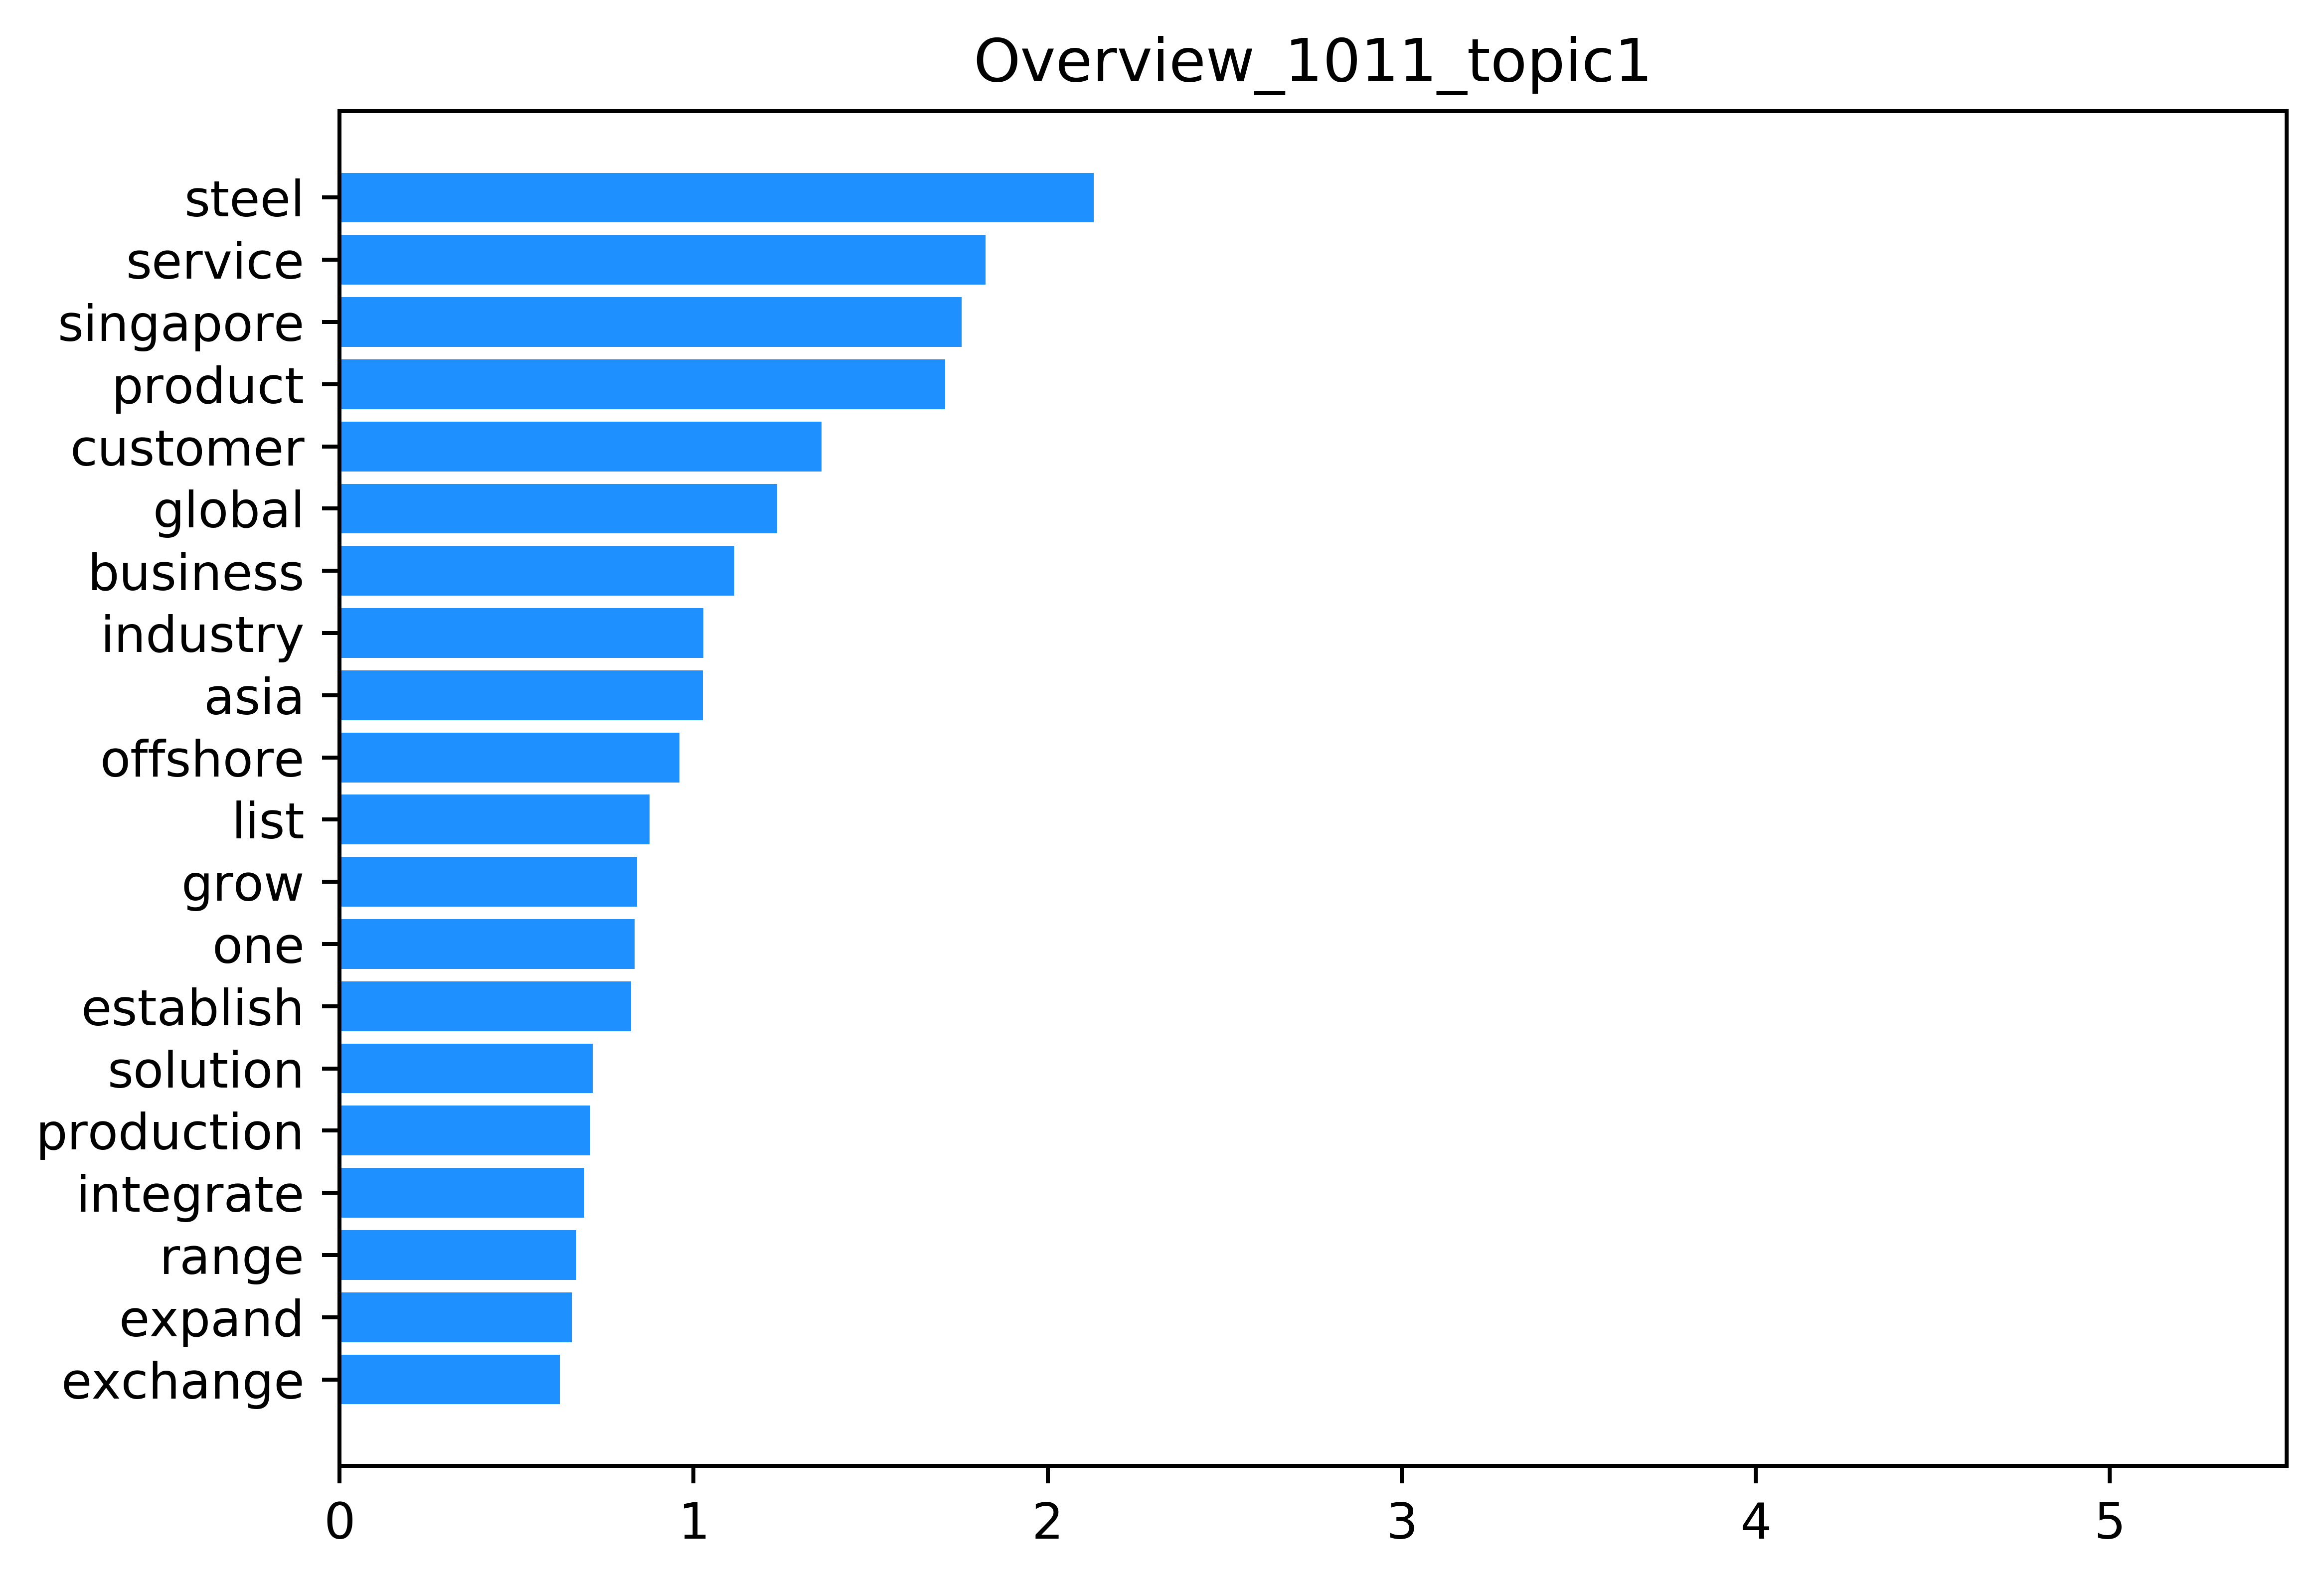 Overview_1011_topic1
steel
service
singapore
product
customer
global
business
industry
asia
offshore
list
grow
one
establish
solution
production
integrate
range
expand
exchange
0 1 2 3 4 5